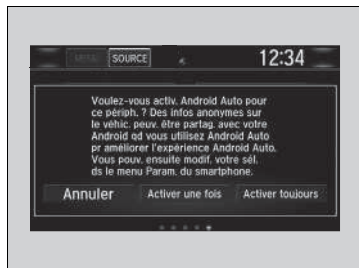 MENU SOURCE 12:34
Voulez-vous activ. Android Auto pour
ce périph. ? Des infos anonymes sur
le véhic. peuv. être partag. avec votre
Android qd vous utilisez Android Auto
pr améliorer l'expérience Android Auto.
Vous pouv. ensuite modif. votre sél.
ds le menu Param. du smartphone.
Annuler Activer une fois Activer toujours